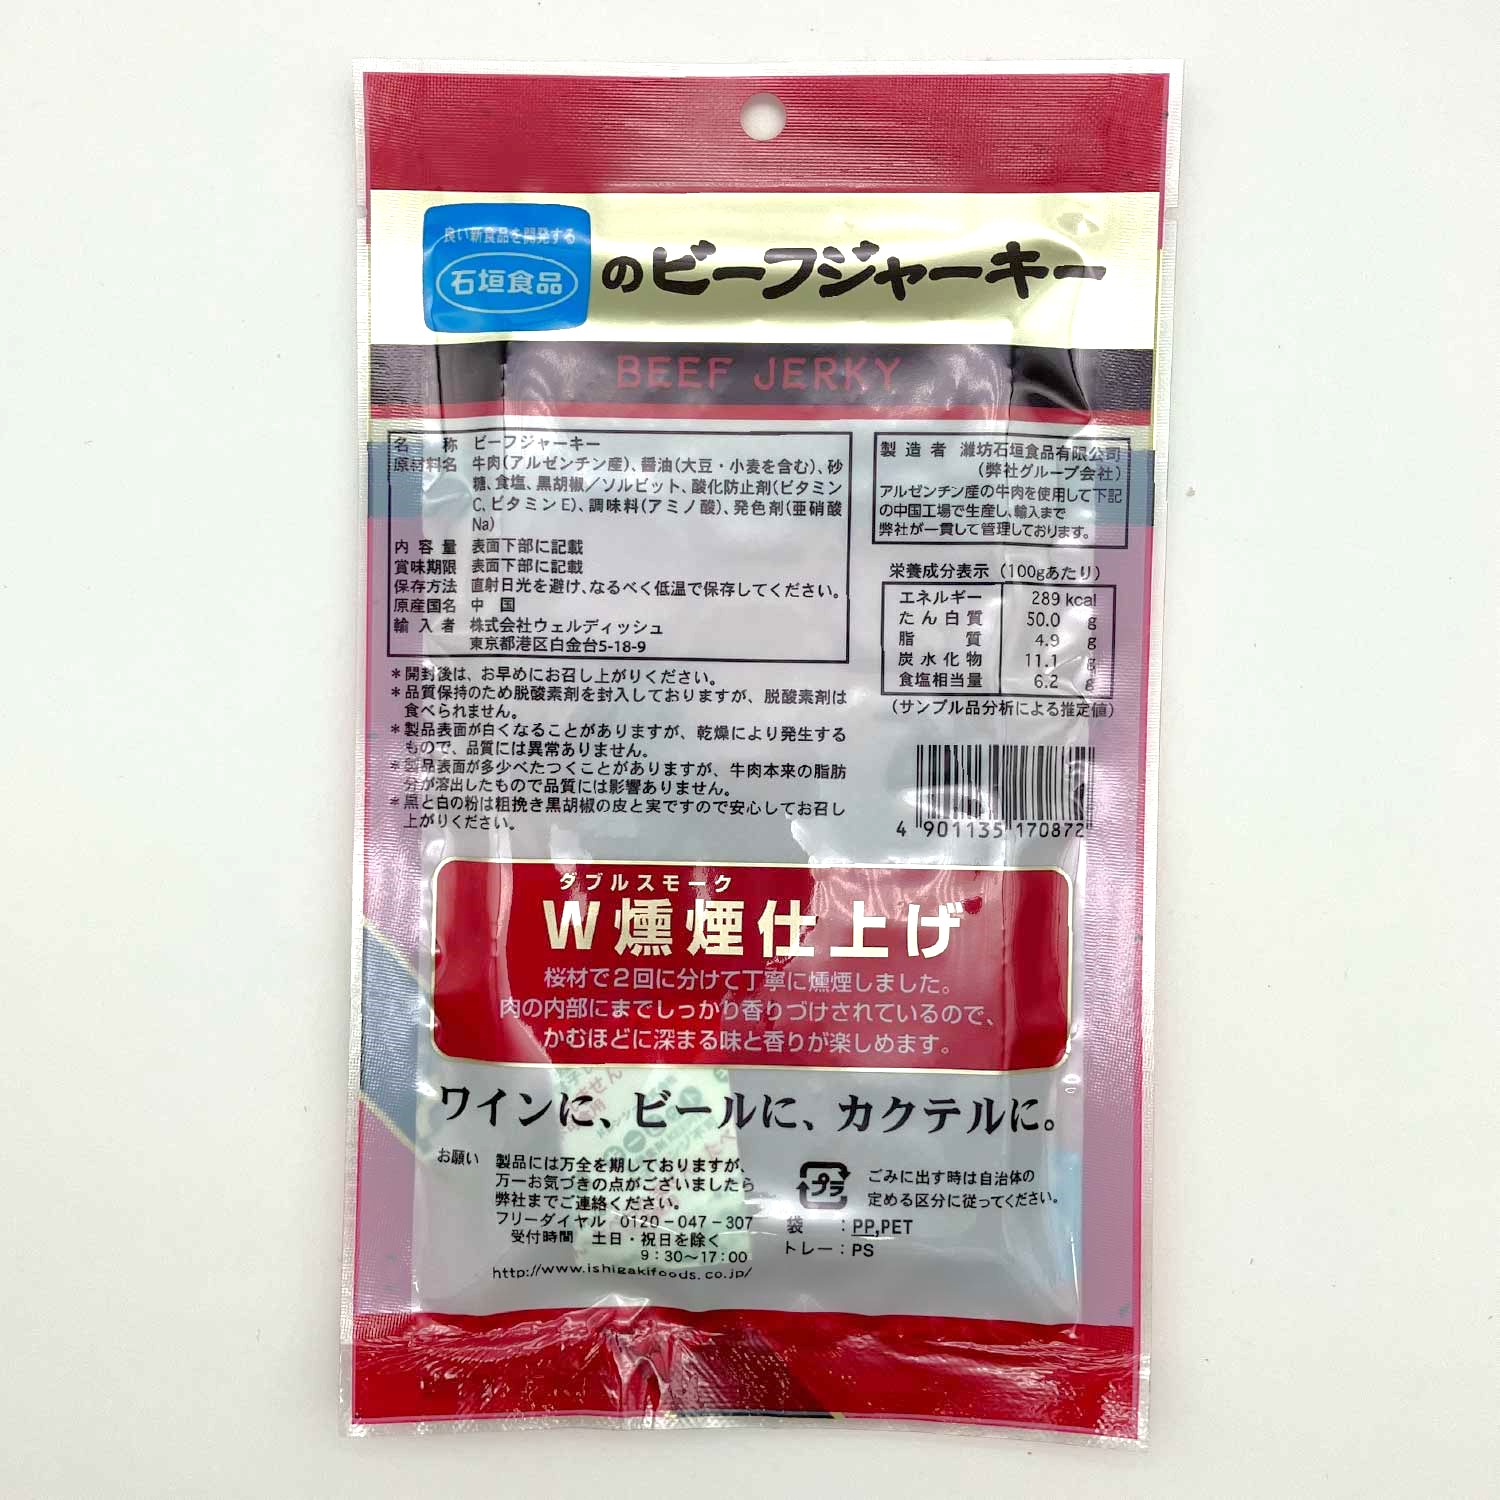 良い新食品を開発する
石垣食品
のビーフジャーキー
BEEF JERKY
名称 ビーフジャーキー
原材料名 牛肉(アルゼンチン産)、醤油(大豆・小麦を含む)、砂
糖、食塩、黒胡椒/ソルビット、酸化防止剤(ビタミン
C、ビタミンE)、調味料(アミノ酸)、発色剤(亜硝酸
Na)
内容量 表面下部に記載
賞味期限 表面下部に記載
保存方法 直射日光を避け、なるべく低温で保存してください。
原産国名 中国
輸入者 株式会社ウェルディッシュ
東京都港区白金台5-18-9
製造者 濰坊石垣食品有限公司
(弊社グループ会社)
アルゼンチン産の牛肉を使用して下記
の中国工場で生産し、輸入まで
弊社が一貫して管理しております。
栄養成分表示(100gあたり)
エネルギー 289 kcal
たん白質 50.0 g
脂質 4.9 g
炭水化物 11.1 g
食塩相当量 6.2 g
(サンプル品分析による推定値)
*開封後は、お早めにお召し上がりください。
*品質保持のため脱酸素剤を封入しておりますが、脱酸素剤は
食べられません。
*製品表面が白くなることがありますが、乾燥により発生する
もので、品質には異常ありません。
*製品表面が多少べたつくことがありますが、牛肉本来の脂肪
分が溶出したもので品質には影響ありません。
*黒と白の粉は粗挽き黒胡椒の皮と実ですので安心してお召し
上がりください。
4 901135 170872
ダブルスモーク
W燻煙仕上げ
桜材で2回に分けて丁寧に燻煙しました。
肉の内部にまでしっかり香りづけされているので、
かむほどに深まる味と香りが楽しめます。
ワインに、ビールに、カクテルに。
お願い 製品には万全を期しておりますが、
万一お気づきの点がございましたら
弊社までご連絡ください。
フリーダイヤル 0120-047-307
受付時間 土日・祝日を除く
9:30~17:00
http://www.ishigakifoods.co.jp/
プラ
ごみに出す時は自治体の
定める区分に従ってください。
袋 :PP,PET
トレー:PS